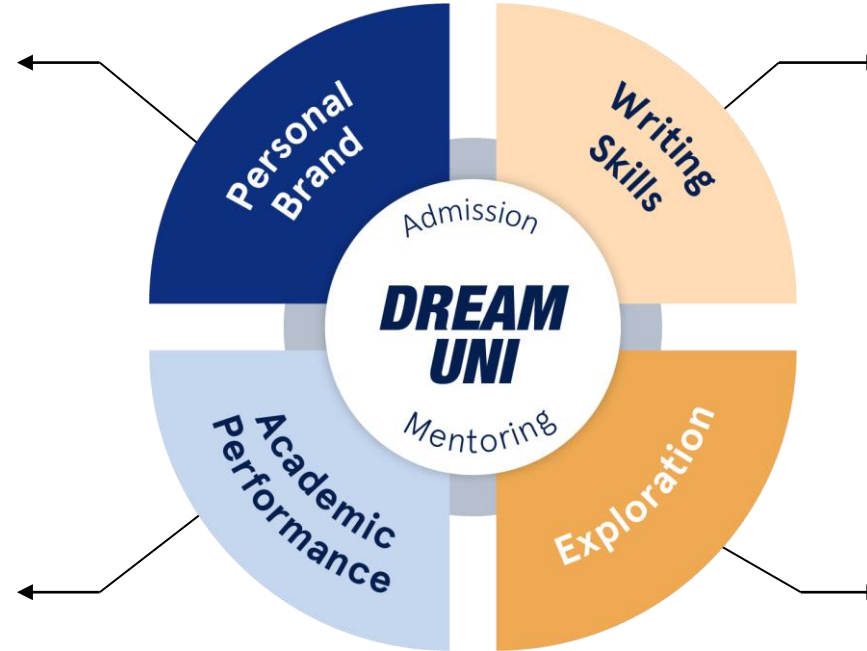 Personal
Brand
Writing
Skills
Admission
DREAM
UNI
Mentoring
Academic
Performance
Exploration